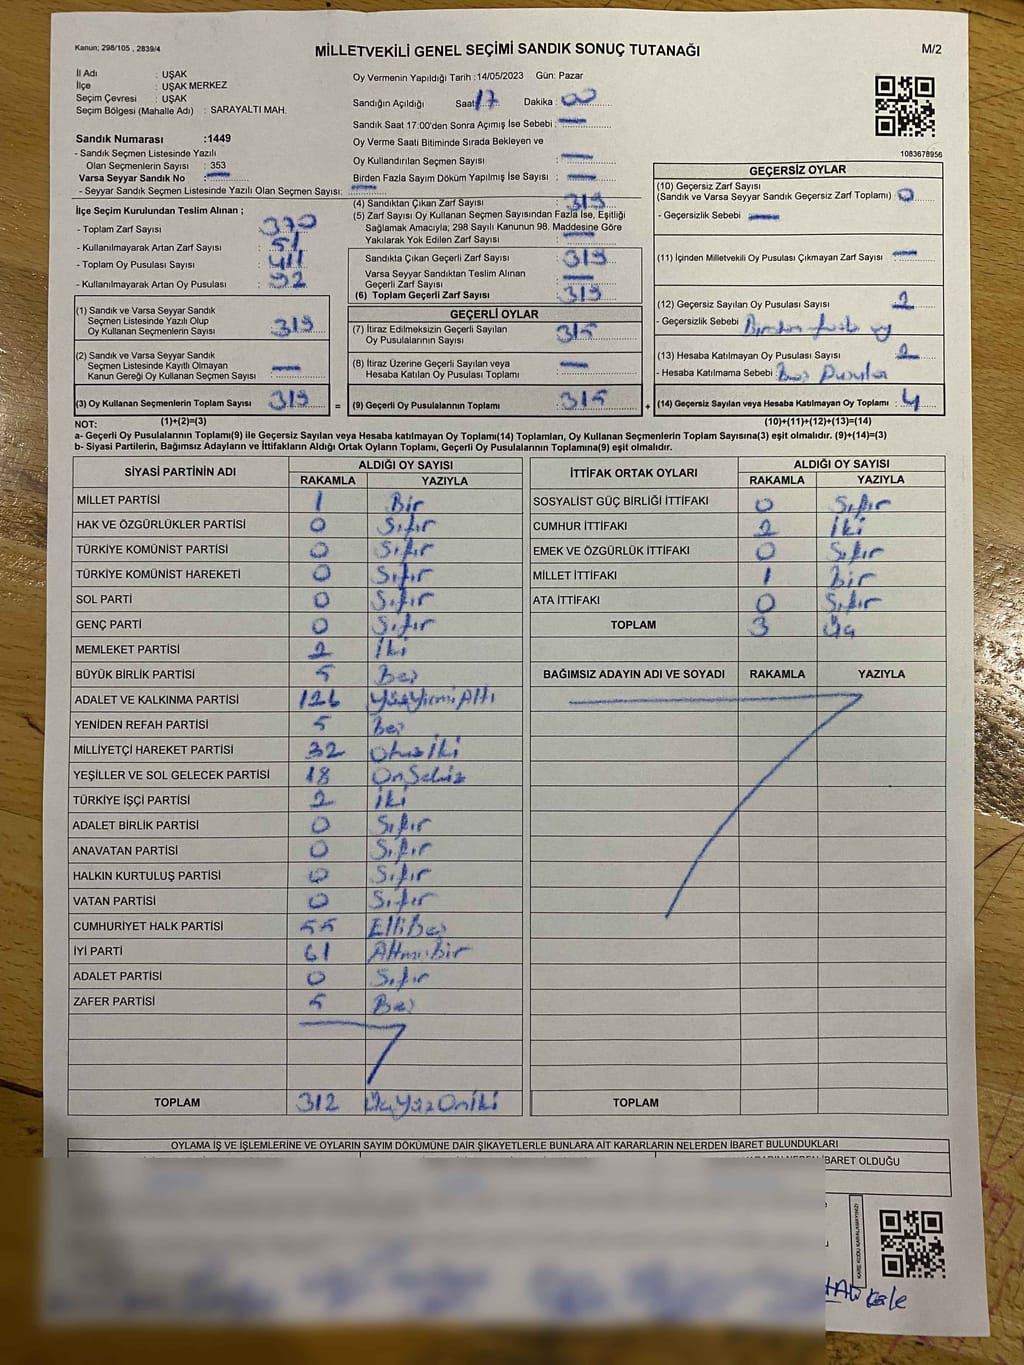 Kanun; 298/105 , 2839/4
MİLLETVEKİLİ GENEL SEÇİMİ SANDIK SONUÇ TUTANAĞI
M/2
İl Adı : UŞAK
İlçe : UŞAK MERKEZ
Seçim Çevresi : UŞAK
Seçim Bölgesi (Mahalle Adı) : SARAYALTI MAH.
Sandık Numarası :1449
- Sandık Seçmen Listesinde Yazılı
Olan Seçmenlerin Sayısı : 353
Varsa Seyyar Sandık No :
- Seyyar Sandık Seçmen Listesinde Yazılı Olan Seçmen Sayısı:
Oy Vermenin Yapıldığı Tarih :14/05/2023 Gün: Pazar
Sandığın Açıldığı Saat 17 Dakika : 00
Sandık Saat 17:00'den Sonra Açımış İse Sebebi :
Oy Verme Saati Bitiminde Sırada Bekleyen ve
Oy Kullandırılan Seçmen Sayısı :
Birden Fazla Sayım Döküm Yapılmış İse Sayısı :
1083678956
İlçe Seçim Kurulundan Teslim Alınan ;
- Toplam Zarf Sayısı : 370
- Kullanılmayarak Artan Zarf Sayısı : 51
- Toplam Oy Pusulası Sayısı : 411
- Kullanılmayarak Artan Oy Pusulası : 92
(4) Sandıktan Çıkan Zarf Sayısı : 319
(5) Zarf Sayısı Oy Kullanan Seçmen Sayısından Fazla İse, Eşitliği
Sağlamak Amacıyla; 298 Sayılı Kanunun 98. Maddesine Göre
Yakılarak Yok Edilen Zarf Sayısı :
Sandıkta Çıkan Geçerli Zarf Sayısı : 319
Varsa Seyyar Sandıktan Teslim Alınan
Geçerli Zarf Sayısı :
(6) Toplam Geçerli Zarf Sayısı : 319
GEÇERSİZ OYLAR
(10) Geçersiz Zarf Sayısı
(Sandık ve Varsa Seyyar Sandık Geçersiz Zarf Toplamı) : 0
- Geçersizlik Sebebi :
(11) İçinden Milletvekili Oy Pusulası Çıkmayan Zarf Sayısı :
(12) Geçersiz Sayılan Oy Pusulası Sayısı : 2
- Geçersizlik Sebebi : Birden fazla oy
(13) Hesaba Katılmayan Oy Pusulası Sayısı : 2
- Hesaba Katılmama Sebebi : Boş Pusula
(14) Geçersiz Sayılan veya Hesaba Katılmayan Oy Toplamı : 4
(10)+(11)+(12)+(13)=(14)
(1) Sandık ve Varsa Seyyar Sandık
Seçmen Listesinde Yazılı Olup
Oy Kullanan Seçmenlerin Sayısı : 319
(2) Sandık ve Varsa Seyyar Sandık
Seçmen Listesinde Kayıtlı Olmayan
Kanun Gereği Oy Kullanan Seçmen Sayısı :
(3) Oy Kullanan Seçmenlerin Toplam Sayısı : 319 =
(1)+(2)=(3)
GEÇERLİ OYLAR
(7) İtiraz Edilmeksizin Geçerli Sayılan
Oy Pusulalarının Sayısı : 315
(8) İtiraz Üzerine Geçerli Sayılan veya
Hesaba Katılan Oy Pusulası Toplamı :
(9) Geçerli Oy Pusulalarının Toplamı : 315 +
NOT:
a- Geçerli Oy Pusulalarının Toplamı(9) ile Geçersiz Sayılan veya Hesaba katılmayan Oy Toplamı(14) Toplamları, Oy Kullanan Seçmenlerin Toplam Sayısına(3) eşit olmalıdır. (9)+(14)=(3)
b- Siyasi Partilerin, Bağımsız Adayların ve İttifakların Aldığı Ortak Oyların Toplamı, Geçerli Oy Pusulalarının Toplamına(9) eşit olmalıdır.
SİYASİ PARTİNİN ADI ALDIĞI OY SAYISI
RAKAMLA YAZIYLA
MİLLET PARTİSİ 1 Bir
HAK VE ÖZGÜRLÜKLER PARTİSİ 0 Sıfır
TÜRKİYE KOMÜNİST PARTİSİ 0 Sıfır
TÜRKİYE KOMÜNİST HAREKETİ 0 Sıfır
SOL PARTİ 0 Sıfır
GENÇ PARTİ 0 Sıfır
MEMLEKET PARTİSİ 2 İki
BÜYÜK BİRLİK PARTİSİ 5 Beş
ADALET VE KALKINMA PARTİSİ 126 YüzYirmiAltı
YENİDEN REFAH PARTİSİ 5 Beş
MİLLİYETÇİ HAREKET PARTİSİ 32 Otuz İki
YEŞİLLER VE SOL GELECEK PARTİSİ 18 OnSekiz
TÜRKİYE İŞÇİ PARTİSİ 2 İki
ADALET BİRLİK PARTİSİ 0 Sıfır
ANAVATAN PARTİSİ 0 Sıfır
HALKIN KURTULUŞ PARTİSİ 0 Sıfır
VATAN PARTİSİ 0 Sıfır
CUMHURİYET HALK PARTİSİ 55 ElliBeş
İYİ PARTİ 61 AltmışBir
ADALET PARTİSİ 0 Sıfır
ZAFER PARTİSİ 5 Beş
TOPLAM 312 ÜçYüzOnİki
İTTİFAK ORTAK OYLARI ALDIĞI OY SAYISI
RAKAMLA YAZIYLA
SOSYALİST GÜÇ BİRLİĞİ İTTİFAKI 0 Sıfır
CUMHUR İTTİFAKI 2 İki
EMEK VE ÖZGÜRLÜK İTTİFAKI 0 Sıfır
MİLLET İTTİFAKI 1 Bir
ATA İTTİFAKI 0 Sıfır
TOPLAM 3 Üç
BAĞIMSIZ ADAYIN ADI VE SOYADI RAKAMLA YAZIYLA
TOPLAM
OYLAMA İŞ VE İŞLEMLERİNE VE OYLARIN SAYIM DÖKÜMÜNE DAİR ŞİKAYETLERLE BUNLARA AİT KARARLARIN NELERDEN İBARET BULUNDUKLARI
İBARET OLDUĞU